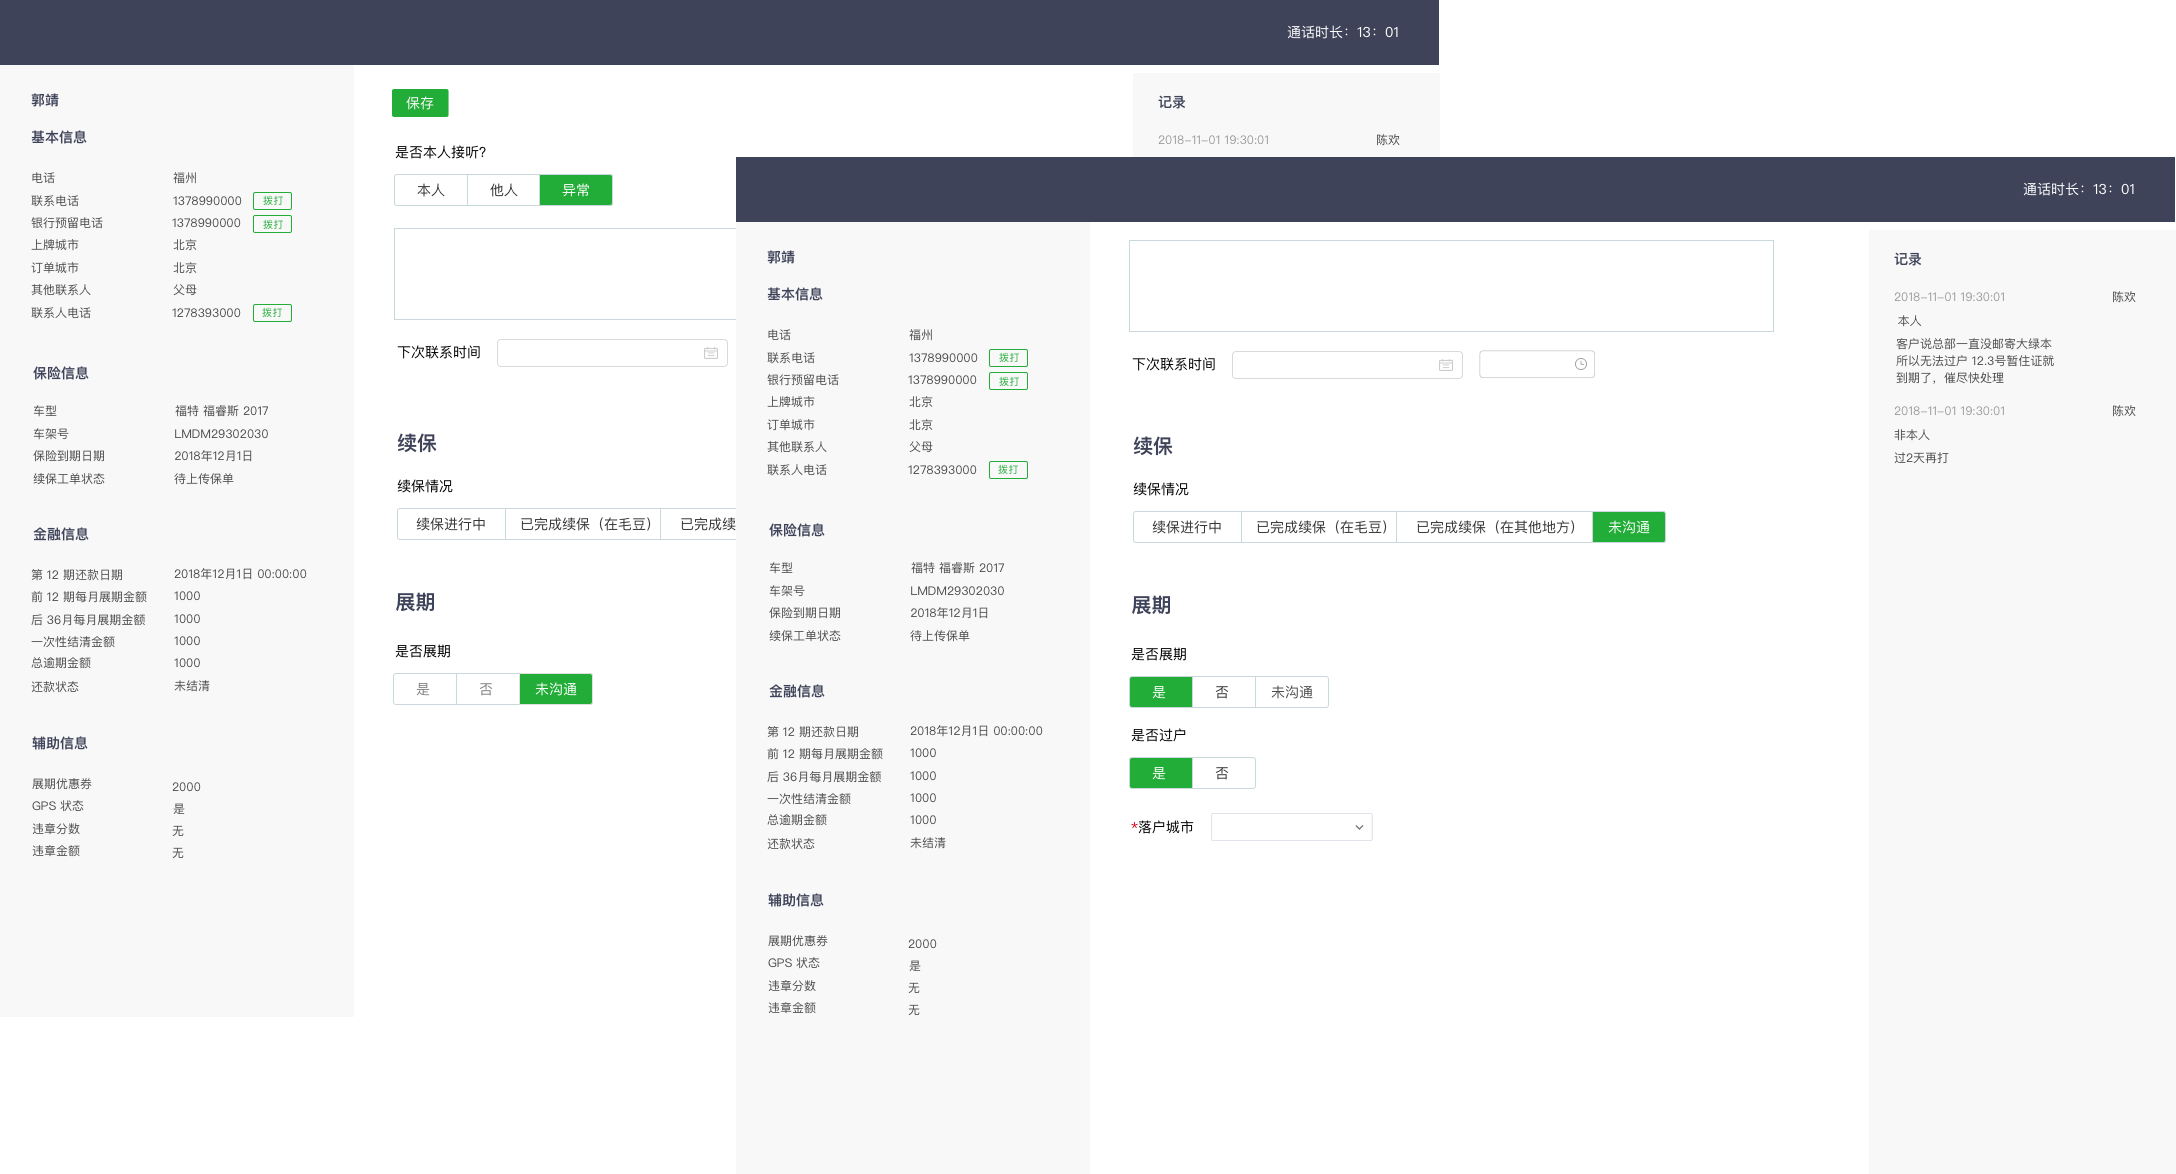 通话时长：13：01
郭靖
基本信息
电话 福州
联系电话 1378990000 拨打
银行预留电话 1378990000 拨打
上牌城市 北京
订单城市 北京
其他联系人 父母
联系人电话 1278393000 拨打
保险信息
车型 福特 福睿斯 2017
车架号 LMDM29302030
保险到期日期 2018年12月1日
续保工单状态 待上传保单
金融信息
第 12 期还款日期 2018年12月1日 00:00:00
前 12 期每月展期金额 1000
后 36月每月展期金额 1000
一次性结清金额 1000
总逾期金额 1000
还款状态 未结清
辅助信息
展期优惠券 2000
GPS 状态 是
违章分数 无
违章金额 无
保存
是否本人接听?
本人 他人 异常
下次联系时间
续保
续保情况
续保进行中 已完成续保（在毛豆） 已完成续
展期
是否展期
是 否 未沟通
记录
2018-11-01 19:30:01 陈欢
通话时长：13：01
郭靖
基本信息
电话 福州
联系电话 1378990000 拨打
银行预留电话 1378990000 拨打
上牌城市 北京
订单城市 北京
其他联系人 父母
联系人电话 1278393000 拨打
保险信息
车型 福特 福睿斯 2017
车架号 LMDM29302030
保险到期日期 2018年12月1日
续保工单状态 待上传保单
金融信息
第 12 期还款日期 2018年12月1日 00:00:00
前 12 期每月展期金额 1000
后 36月每月展期金额 1000
一次性结清金额 1000
总逾期金额 1000
还款状态 未结清
辅助信息
展期优惠券 2000
GPS 状态 是
违章分数 无
违章金额 无
下次联系时间
续保
续保情况
续保进行中 已完成续保（在毛豆） 已完成续保（在其他地方） 未沟通
展期
是否展期
是 否 未沟通
是否过户
是 否
*落户城市
记录
2018-11-01 19:30:01 陈欢
本人
客户说总部一直没邮寄大绿本
所以无法过户 12.3号暂住证就
到期了，催尽快处理
2018-11-01 19:30:01 陈欢
非本人
过2天再打